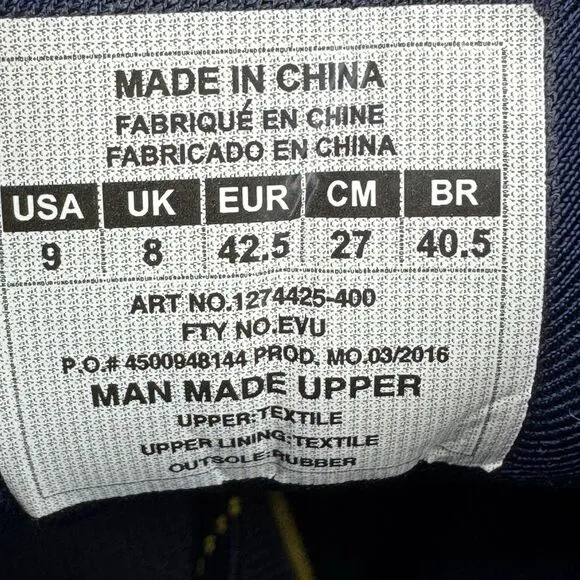 MADE IN CHINA
FABRIQUÉ EN CHINE
FABRICADO EN CHINA
USA UK EUR CM BR
9 8 42.5 27 40.5
ART NO.1274425-400
FTY NO.EVU
P.O.# 4500948144 PROD. MO.03/2016
MAN MADE UPPER
UPPER:TEXTILE
UPPER LINING:TEXTILE
OUTSOLE:RUBBER